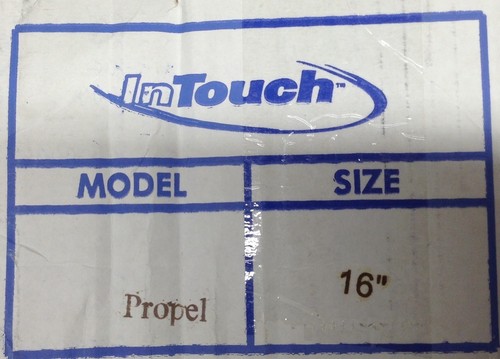 InTouch™
MODEL SIZE
Propel 16"